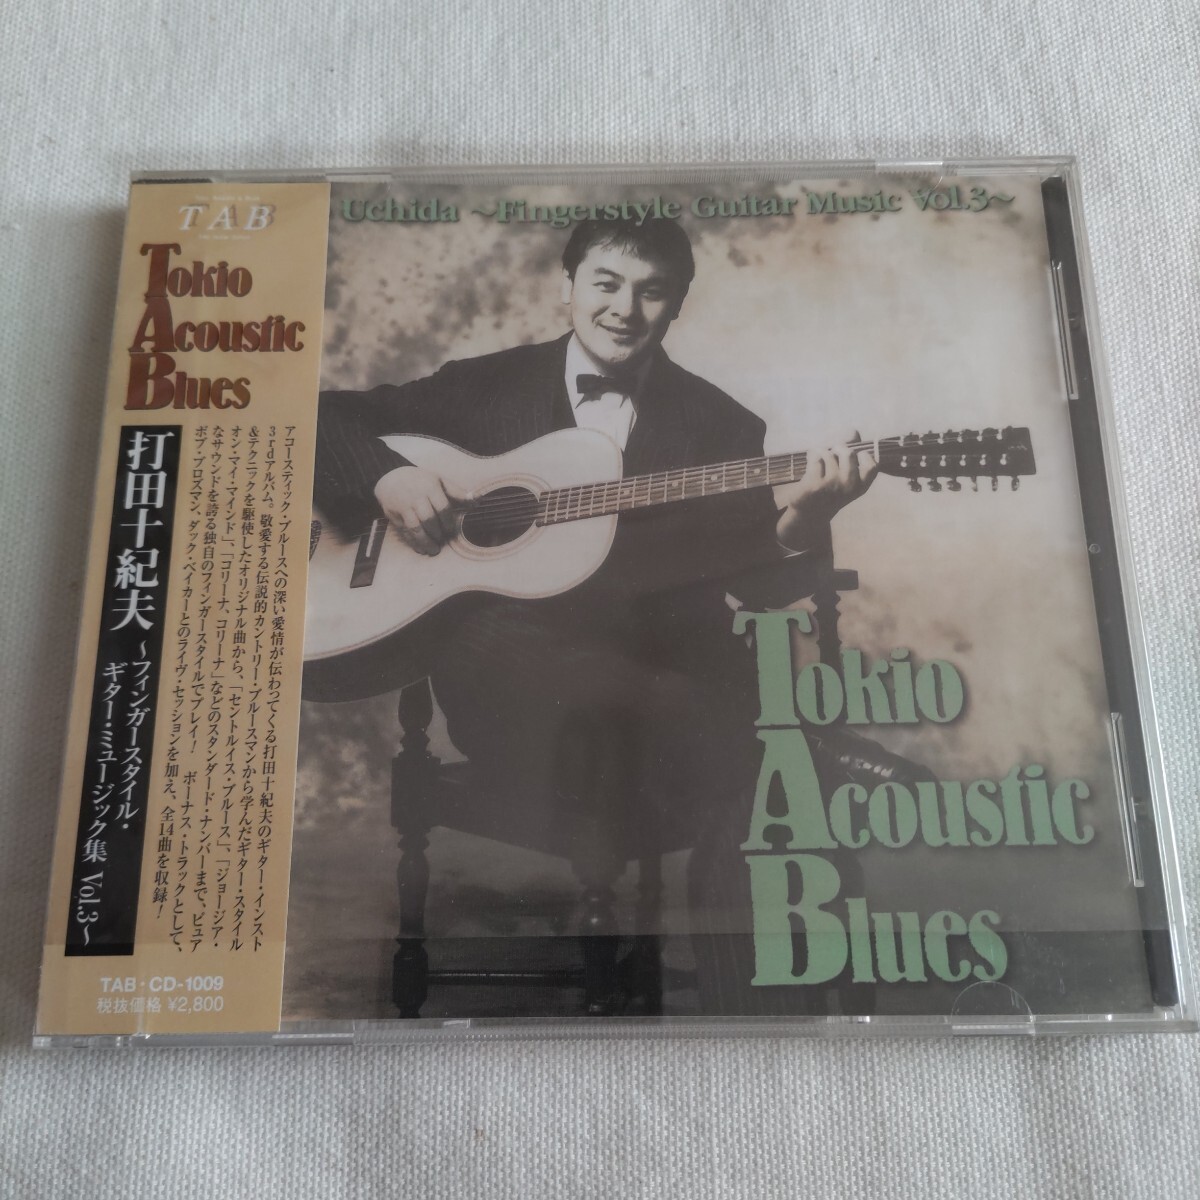 TAB
Tokio
Acoustic
Blues
打田十紀夫
~フィンガースタイル・
ギター・ミュージック集 Vol.3~
アコースティック・ブルースへの深い愛情が伝わってくる打田十紀夫のギター・インスト
3rdアルバム。敬愛する伝説的カントリー・ブルースマンから学んだギター・スタイル
&テクニックを駆使したオリジナル曲から、「セントルイス・ブルース」、「ジョージア・
オン・マイ・マインド」、「コリーナ、コリーナ」などのスタンダード・ナンバーまで、ピュア
なサウンドを誇る独自のフィンガースタイルでプレイ! ボーナス・トラックとして、
ボブ・ブロズマン、ダック・ベイカーとのライヴ・セッションを加え、全14曲を収録!
TAB・CD-1009
税抜価格 ¥2,800
Uchida ~Fingerstyle Guitar Music Vol.3~
Tokio
Acoustic
Blues